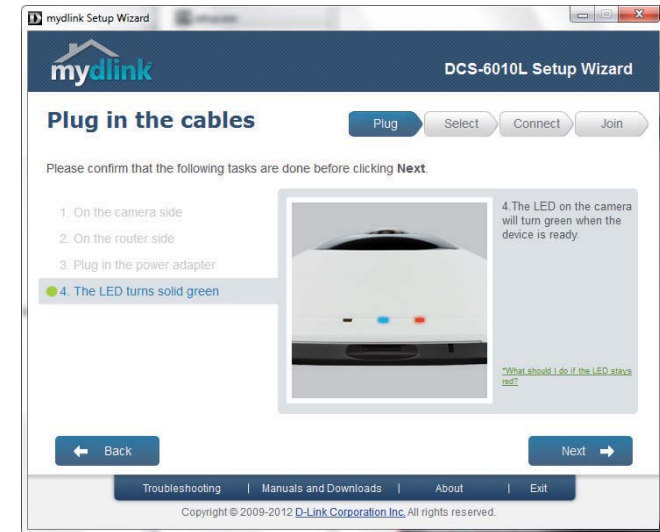 mydlink Setup Wizard
mydlink
DCS-6010L Setup Wizard
Plug in the cables
Plug
Select
Connect
Join
Please confirm that the following tasks are done before clicking Next.
1. On the camera side
2. On the router side
3. Plug in the power adapter
4. The LED turns solid green
4.The LED on the camera
will turn green when the
device is ready.
*What should I do if the LED stays
red?
Back
Next
Troubleshooting | Manuals and Downloads | About | Exit
Copyright © 2009-2012 D-Link Corporation Inc. All rights reserved.